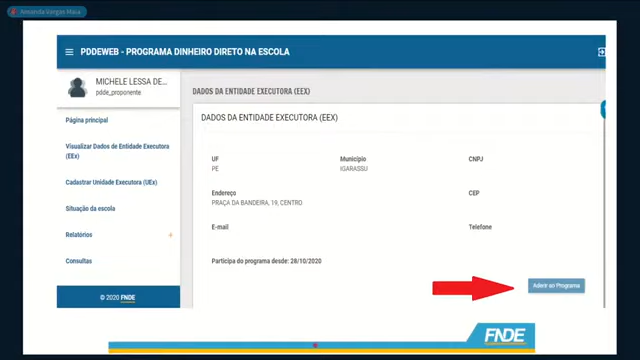 Amanda Vargas Maia
PDDEWEB - PROGRAMA DINHEIRO DIRETO NA ESCOLA
MICHELE LESSA DE...
pdde_proponente
Página principal
Visualizar Dados de Entidade Executora
(EEx)
Cadastrar Unidade Executora (UEx)
Situação da escola
Relatórios +
Consultas
© 2020 FNDE
DADOS DA ENTIDADE EXECUTORA (EEX)
DADOS DA ENTIDADE EXECUTORA (EEX)
UF Município CNPJ
PE IGARASSU
Endereço CEP
PRAÇA DA BANDEIRA, 19, CENTRO
E-mail Telefone
Participa do programa desde: 28/10/2020
Aderir ao Programa
FNDE